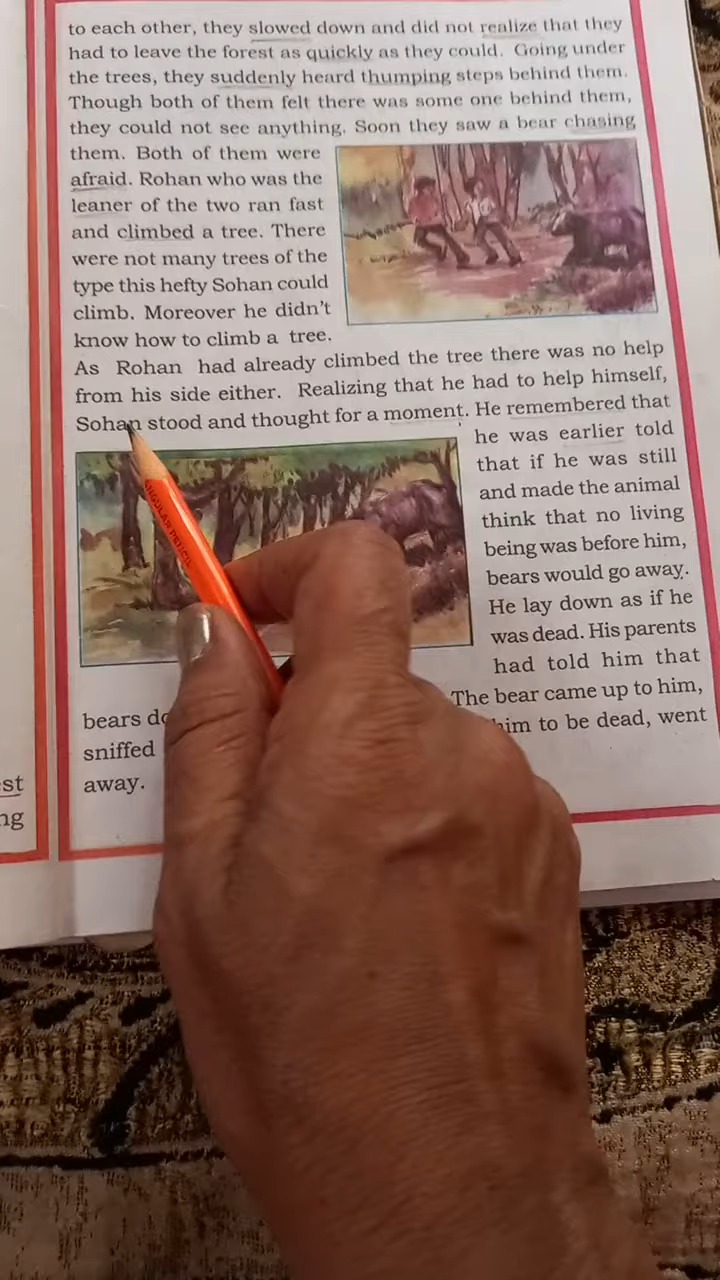 to each other, they slowed down and did not realize that they
had to leave the forest as quickly as they could. Going under
the trees, they suddenly heard thumping steps behind them.
Though both of them felt there was some one behind them,
they could not see anything. Soon they saw a bear chasing
them. Both of them were
afraid. Rohan who was the
leaner of the two ran fast
and climbed a tree. There
were not many trees of the
type this hefty Sohan could
climb. Moreover he didn't
know how to climb a tree.
As Rohan had already climbed the tree there was no help
from his side either. Realizing that he had to help himself,
Sohan stood and thought for a moment. He remembered that
he was earlier told
that if he was still
and made the animal
think that no living
being was before him,
bears would go away.
He lay down as if he
was dead. His parents
had told him that
bears The bear came up to him,
sniffed him to be dead, went
away.
st
ng